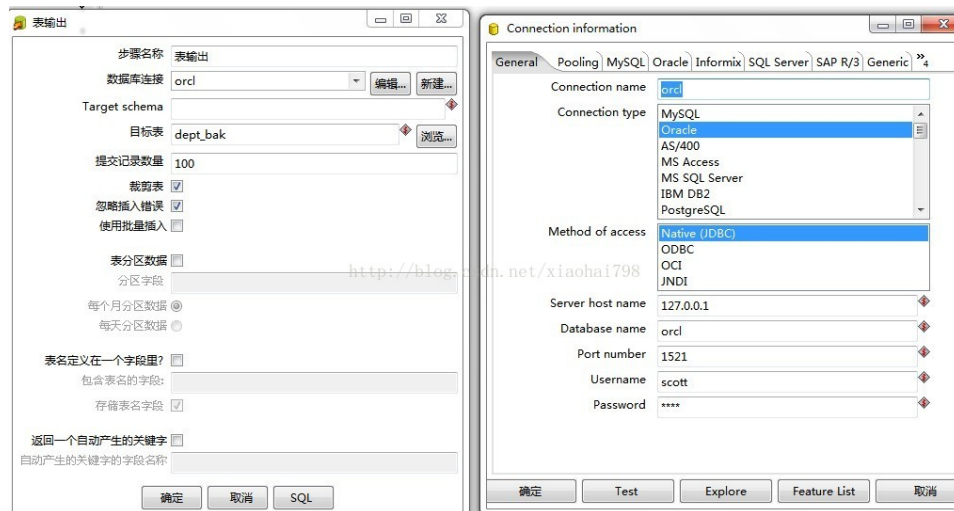 表输出
步骤名称 表输出
数据库连接 orcl 编辑... 新建...
Target schema
目标表 dept_bak 浏览...
提交记录数量 100
裁剪表
忽略插入错误
使用批量插入
表分区数据
分区字段
每个月分区数据
每天分区数据
表名定义在一个字段里?
包含表名的字段:
存储表名字段
返回一个自动产生的关键字
自动产生的关键字的字段名称
确定 取消 SQL
Connection information
General Pooling MySQL Oracle Informix SQL Server SAP R/3 Generic »4
Connection name orcl
Connection type MySQL
Oracle
AS/400
MS Access
MS SQL Server
IBM DB2
PostgreSQL
Method of access Native (JDBC)
ODBC
OCI
JNDI
Server host name 127.0.0.1
Database name orcl
Port number 1521
Username scott
Password ****
确定 Test Explore Feature List 取消
http://blog.csdn.net/xiaohai798